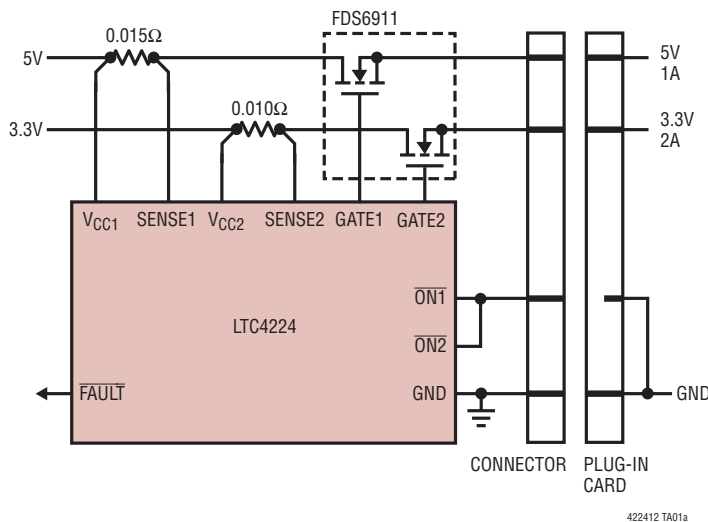 FDS6911
0.015Ω
5V
5V
1A
0.010Ω
3.3V
3.3V
2A
VCC1 SENSE1 VCC2 SENSE2 GATE1 GATE2
ON1
LTC4224
ON2
FAULT
GND
GND
CONNECTOR
PLUG-IN
CARD
422412 TA01a